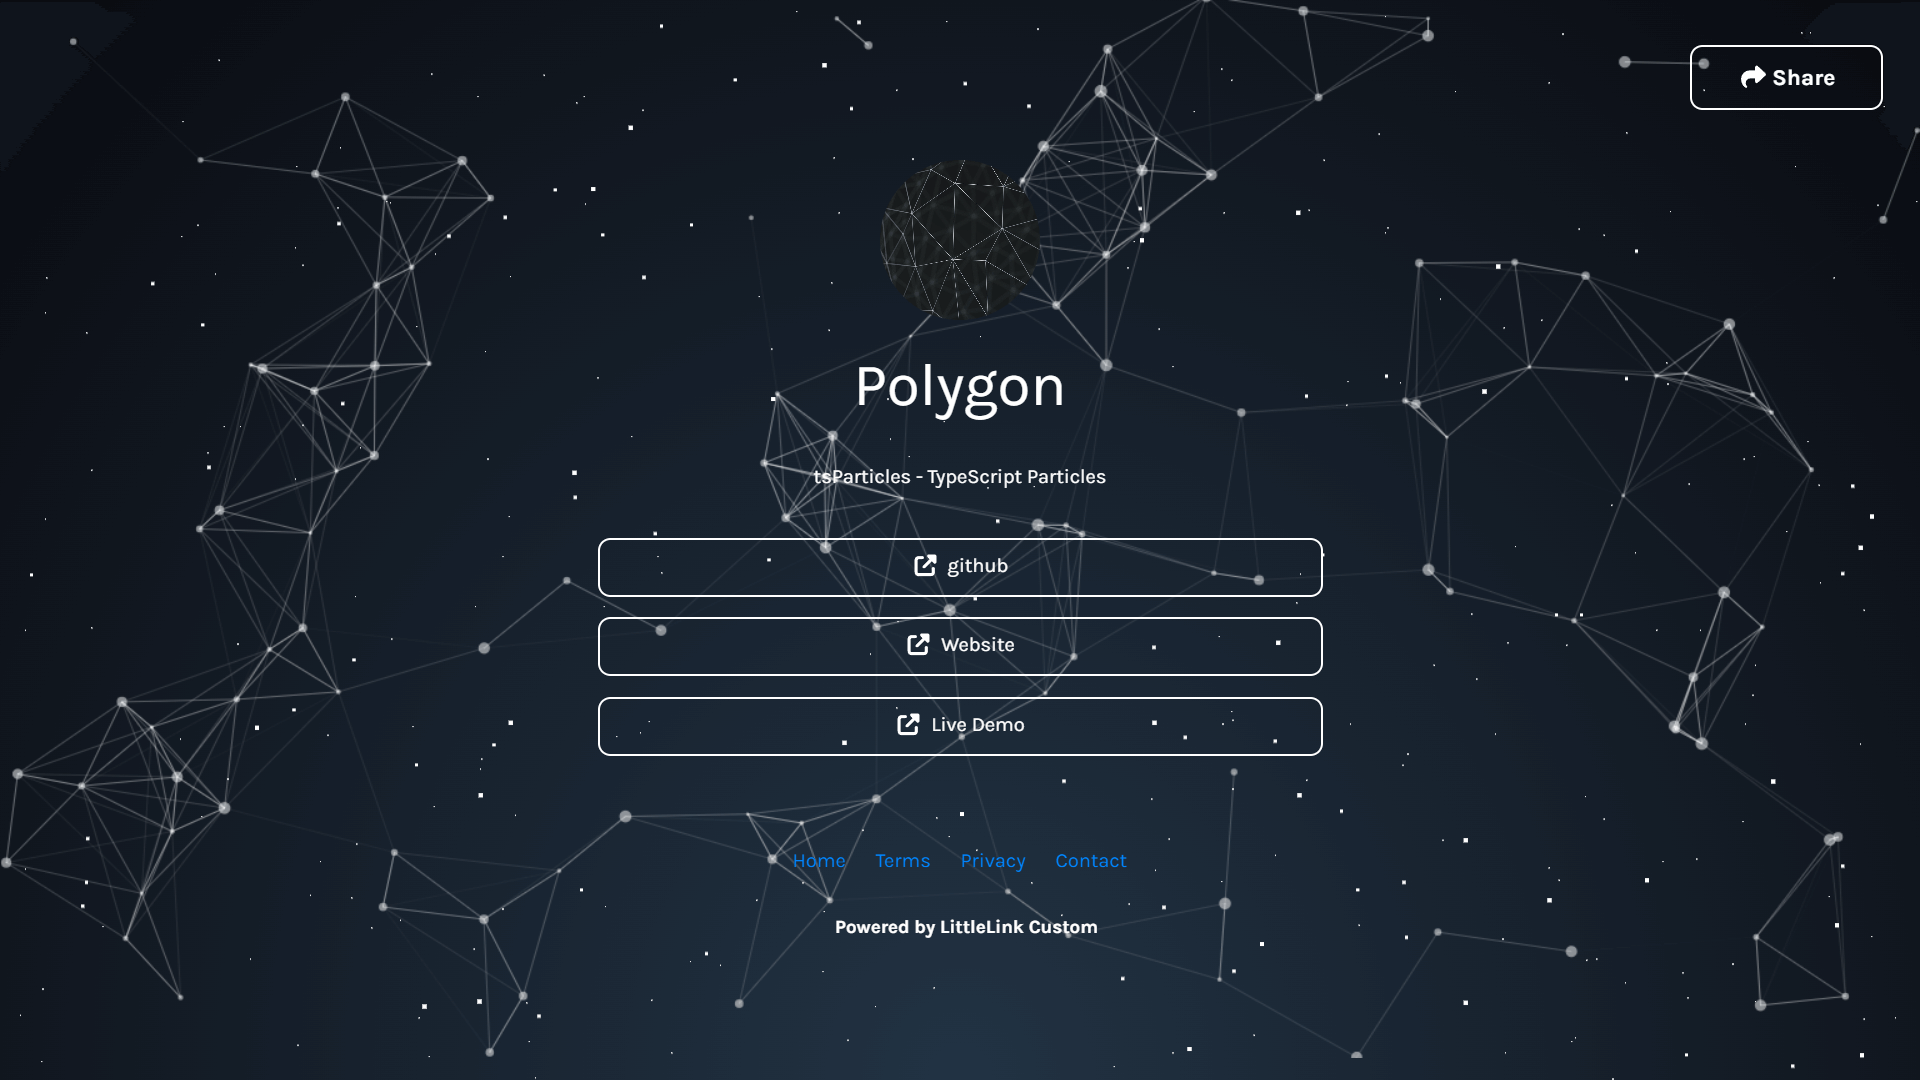 Share
Polygon
tsParticles - TypeScript Particles
github
Website
Live Demo
Home Terms Privacy Contact
Powered by LittleLink Custom